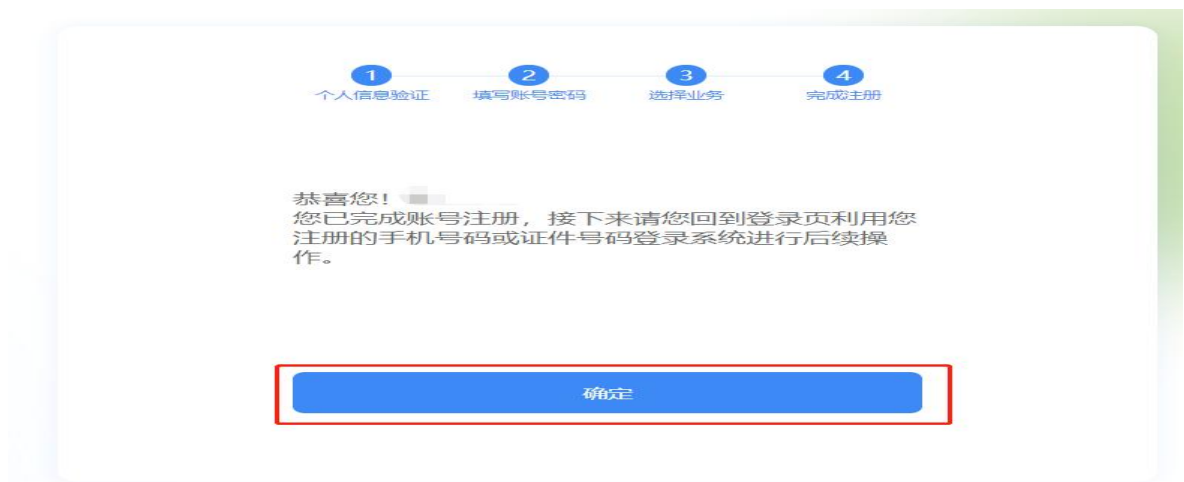 1 2 3 4
个人信息验证 填写账号密码 选择业务 完成注册
恭喜您!
您已完成账号注册，接下来请您回到登录页利用您
注册的手机号码或证件号码登录系统进行后续操
作。
确定